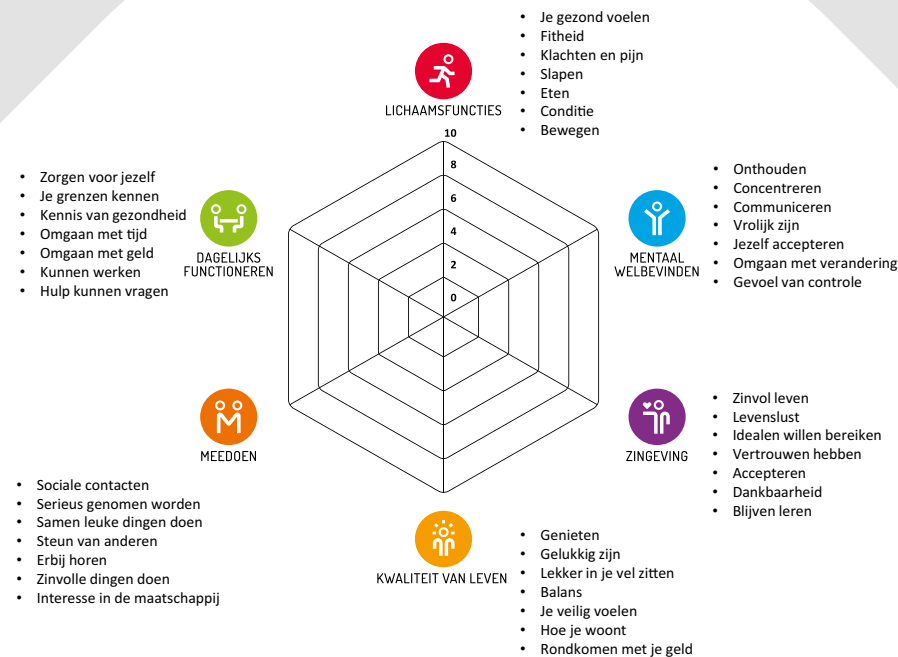 • Je gezond voelen
• Fitheid
• Klachten en pijn
• Slapen
• Eten
• Conditie
• Bewegen
LICHAAMSFUNCTIES
10
8
6
4
2
0
• Onthouden
• Concentreren
• Communiceren
• Vrolijk zijn
• Jezelf accepteren
• Omgaan met verandering
• Gevoel van controle
MENTAAL
WELBEVINDEN
• Zinvol leven
• Levenslust
• Idealen willen bereiken
• Vertrouwen hebben
• Accepteren
• Dankbaarheid
• Blijven leren
ZINGEVING
• Genieten
• Gelukkig zijn
• Lekker in je vel zitten
• Balans
• Je veilig voelen
• Hoe je woont
• Rondkomen met je geld
KWALITEIT VAN LEVEN
MEEDOEN
• Sociale contacten
• Serieus genomen worden
• Samen leuke dingen doen
• Steun van anderen
• Erbij horen
• Zinvolle dingen doen
• Interesse in de maatschappij
• Zorgen voor jezelf
• Je grenzen kennen
• Kennis van gezondheid
• Omgaan met tijd
• Omgaan met geld
• Kunnen werken
• Hulp kunnen vragen
DAGELIJKS
FUNCTIONEREN